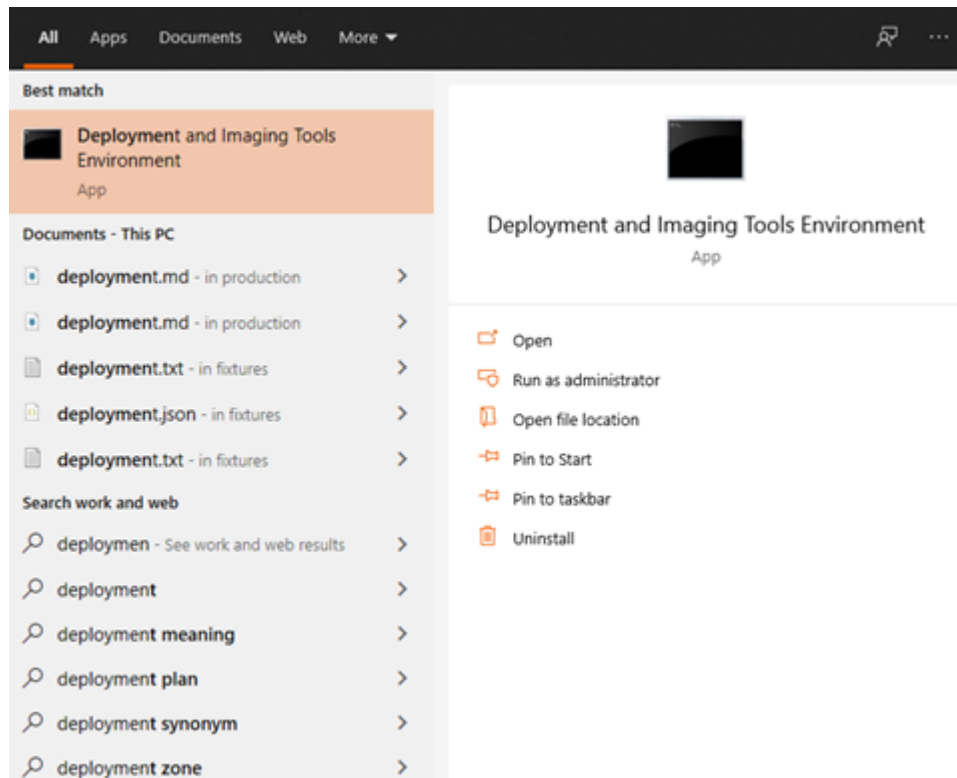 All Apps Documents Web More
Best match
Deployment and Imaging Tools
Environment
App
Documents - This PC
deployment.md - in production
deployment.md - in production
deployment.txt - in fixtures
deployment.json - in fixtures
deployment.txt - in fixtures
Search work and web
deploymen - See work and web results
deployment
deployment meaning
deployment plan
deployment synonym
deployment zone
Deployment and Imaging Tools Environment
App
Open
Run as administrator
Open file location
Pin to Start
Pin to taskbar
Uninstall